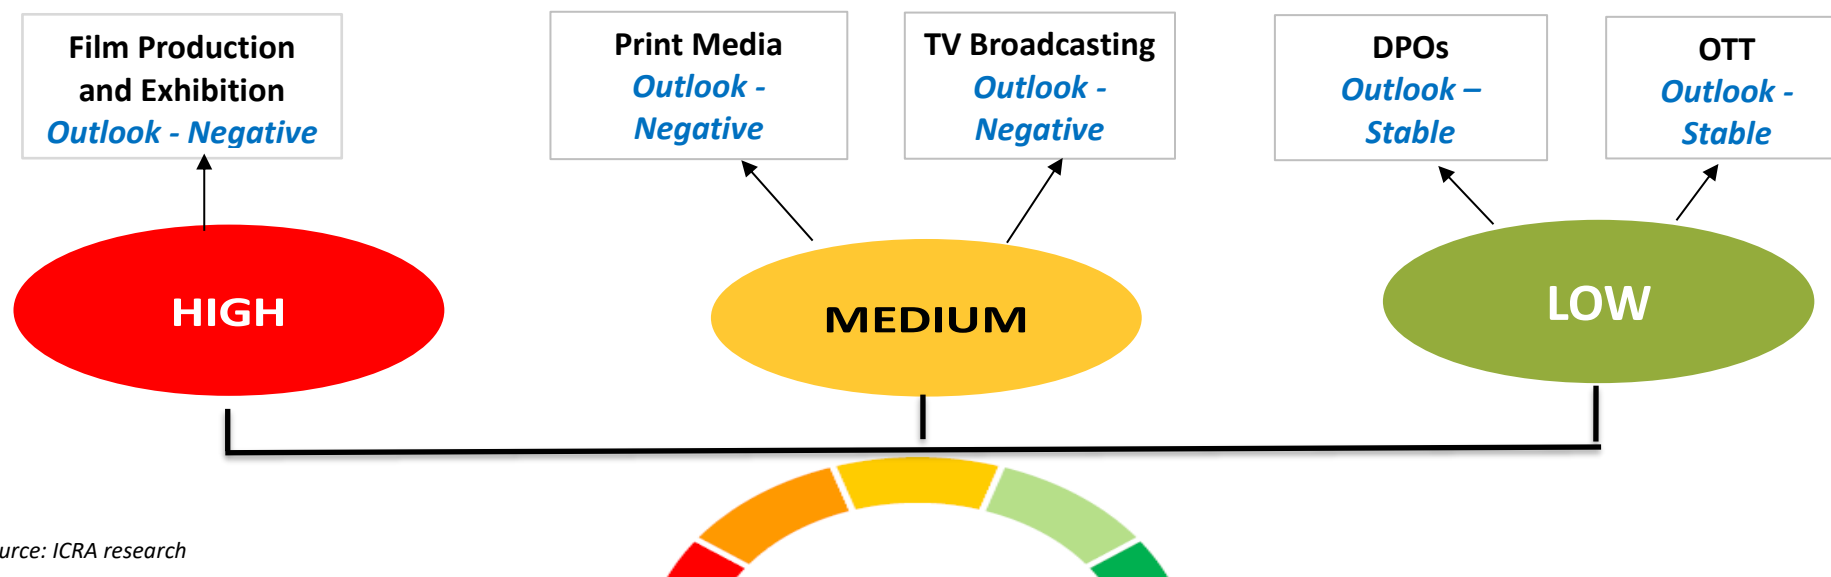 Film Production
and Exhibition
Outlook - Negative
Print Media
Outlook -
Negative
TV Broadcasting
Outlook -
Negative
DPOs
Outlook –
Stable
OTT
Outlook -
Stable
HIGH
MEDIUM
LOW
urce: ICRA research